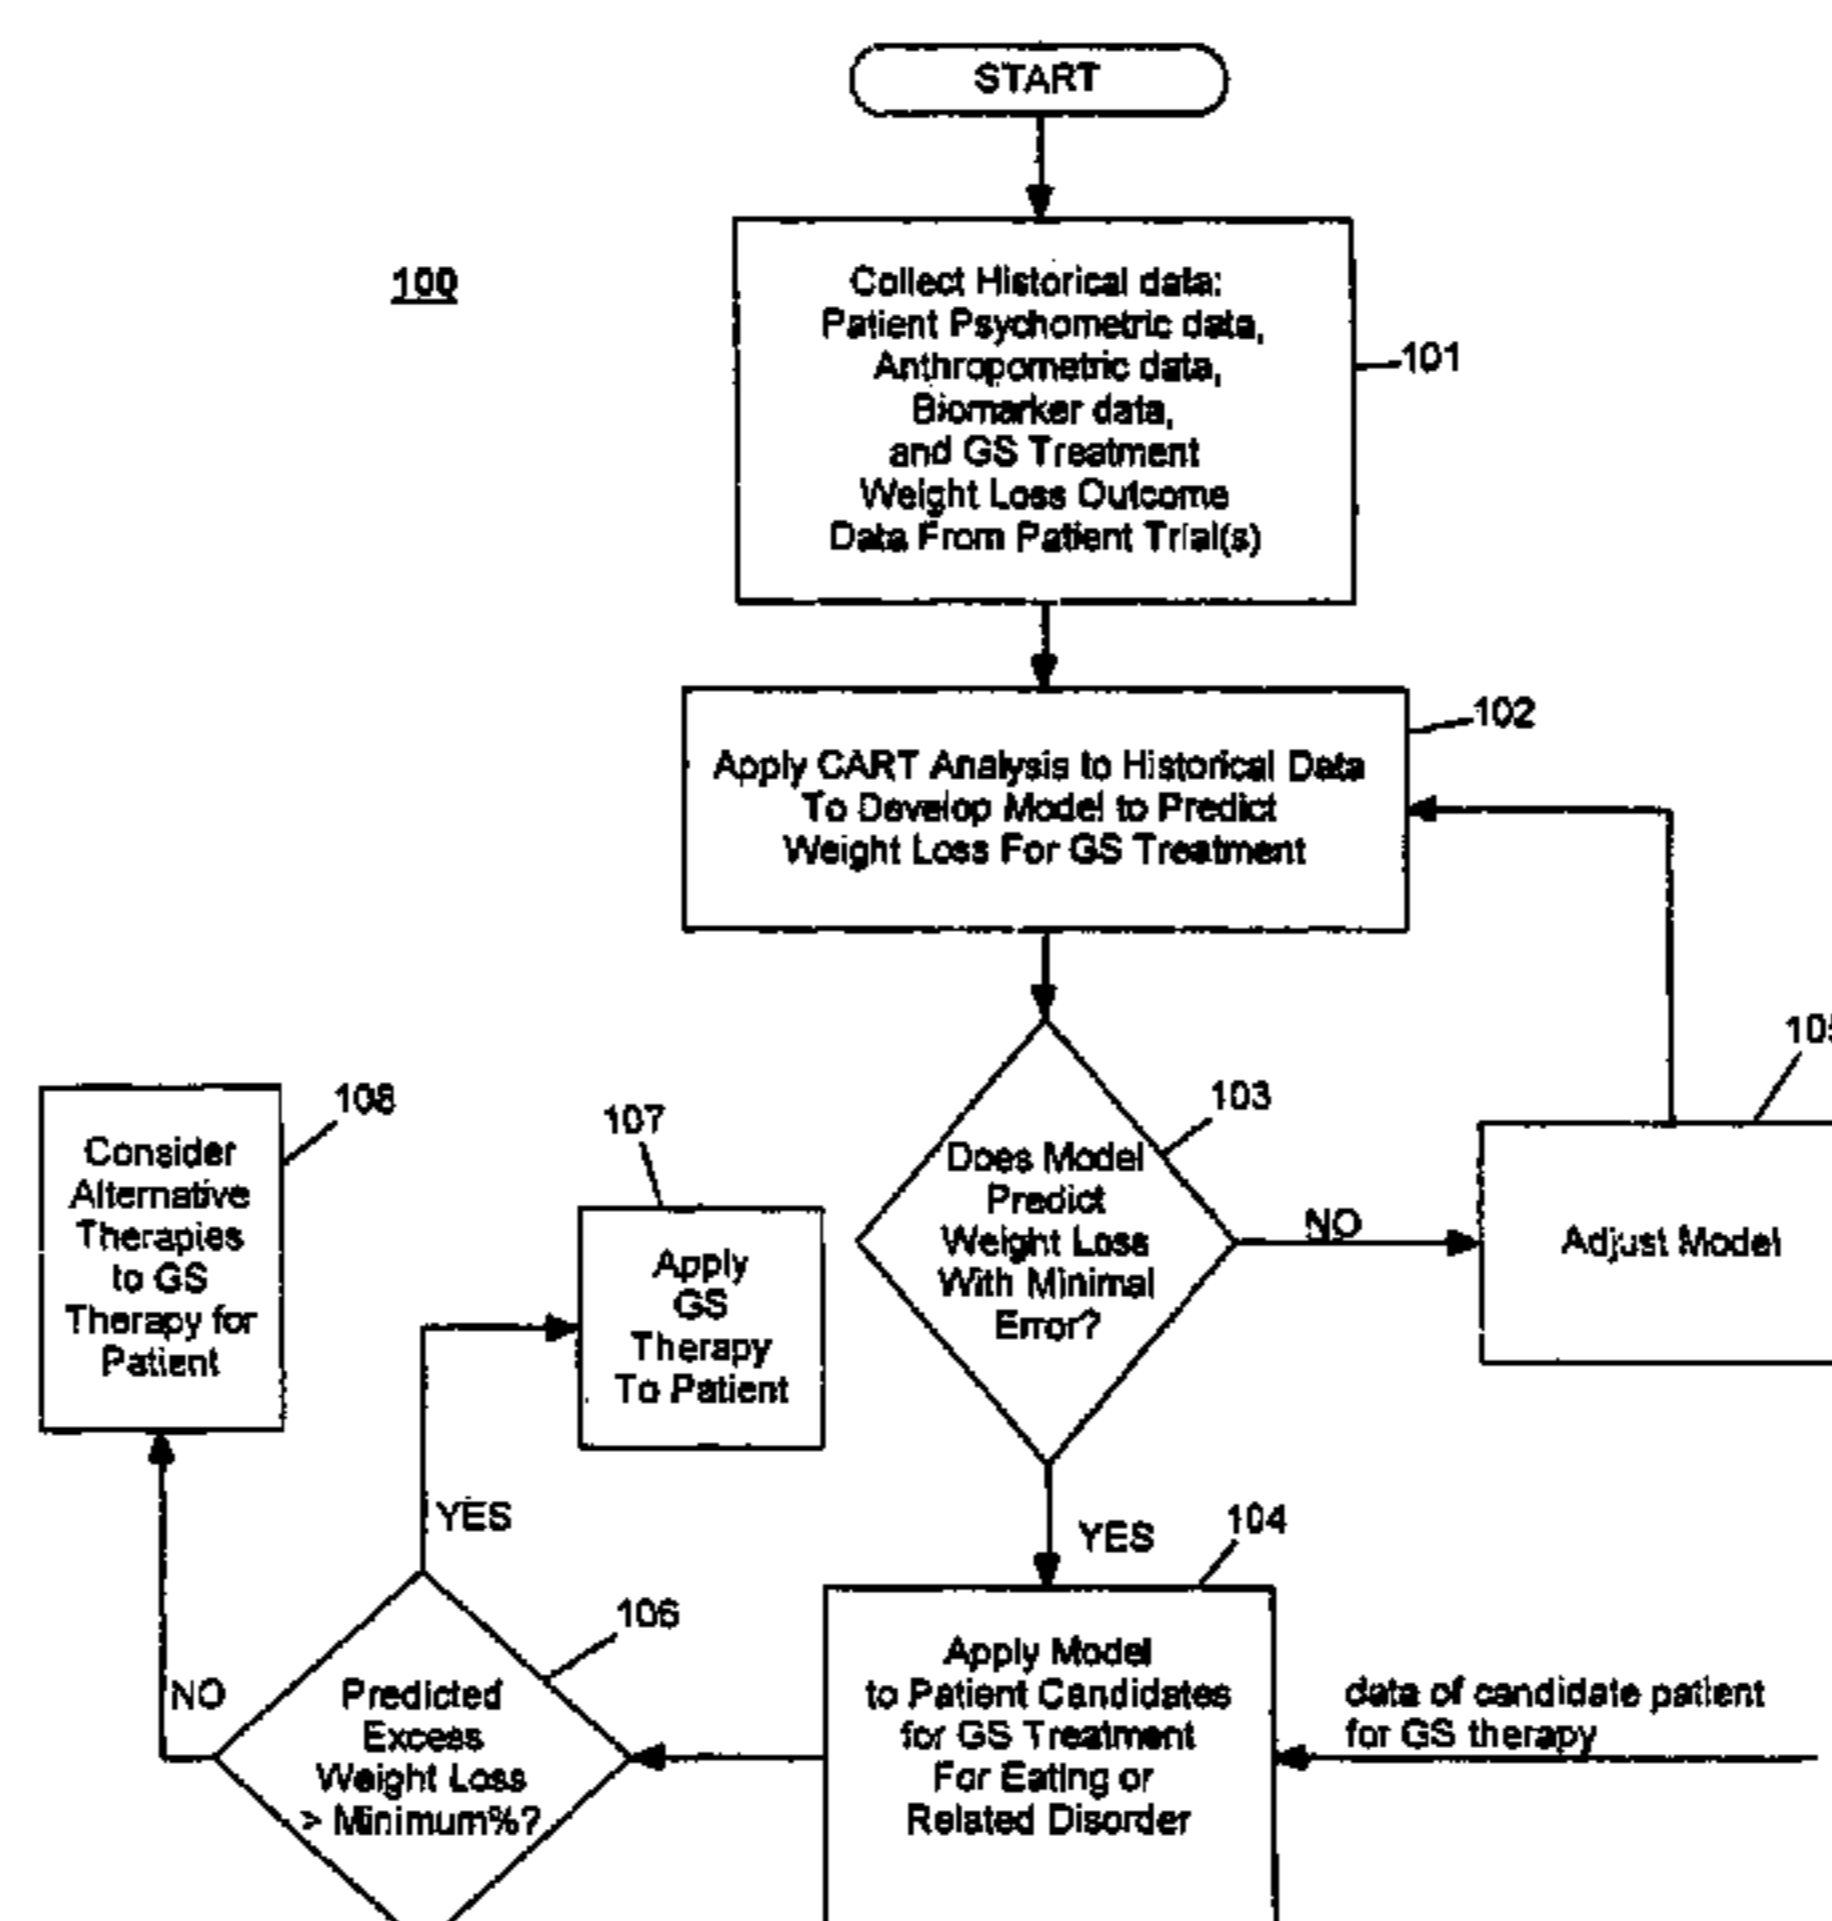 START
100
Collect Historical data:
Patient Psychometric data,
Anthropometric data,
Biomarker data,
and GS Treatment
Weight Loss Outcome
Data From Patient Trial(s)
101
102
Apply CART Analysis to Historical Data
To Develop Model to Predict
Weight Loss For GS Treatment
103
Does Model
Predict
Weight Loss
With Minimal
Error?
NO
Adjust Model
108
Consider
Alternative
Therapies
to GS
Therapy for
Patient
107
Apply
GS
Therapy
To Patient
YES
YES
104
106
NO
Predicted
Excess
Weight Loss
> Minimum%?
Apply Model
to Patient Candidates
for GS Treatment
For Eating or
Related Disorder
data of candidate patient
for GS therapy